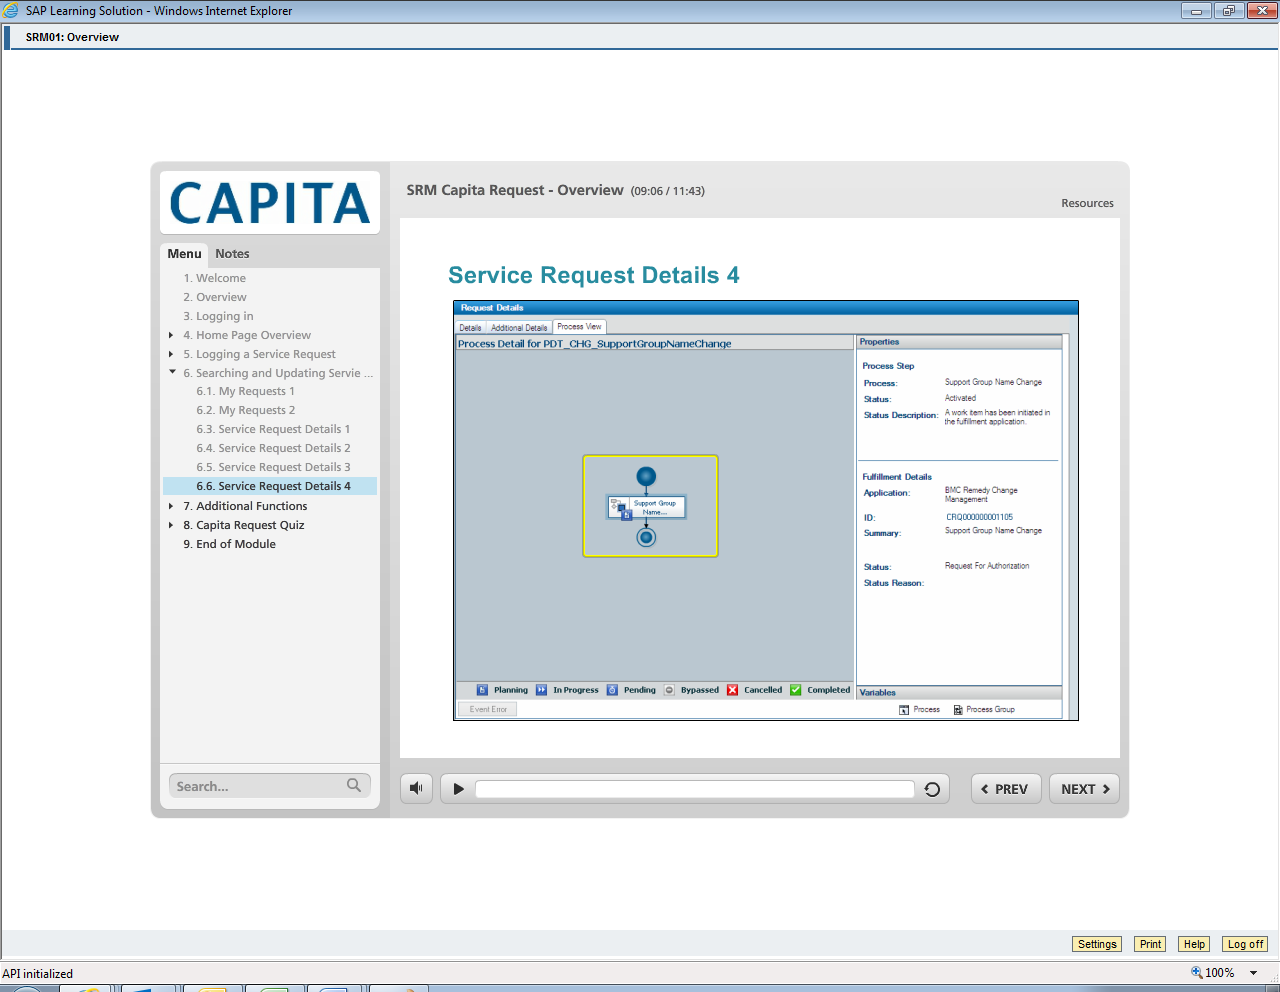 SAP Learning Solution - Windows Internet Explorer
SRM01: Overview
CAPITA
SRM Capita Request - Overview (09:06 / 11:43)
Resources
Menu Notes
1. Welcome
2. Overview
3. Logging in
4. Home Page Overview
5. Logging a Service Request
6. Searching and Updating Servie ...
6.1. My Requests 1
6.2. My Requests 2
6.3. Service Request Details 1
6.4. Service Request Details 2
6.5. Service Request Details 3
6.6. Service Request Details 4
7. Additional Functions
8. Capita Request Quiz
9. End of Module
Search...
Service Request Details 4
Request Details
Details Additional Details Process View
Process Detail for PDT_CHG_SupportGroupNameChange
Support Group
Name...
Planning In Progress Pending Bypassed Cancelled Completed
Event Error
Properties
Process Step
Process: Support Group Name Change
Status: Activated
Status Description: A work item has been initiated in
the fulfillment application.
Fulfillment Details
Application: BMC Remedy Change
Management
ID: CRQ000000001105
Summary: Support Group Name Change
Status: Request For Authorization
Status Reason:
Variables
Process Process Group
PREV NEXT
Settings Print Help Log off
API initialized
100%